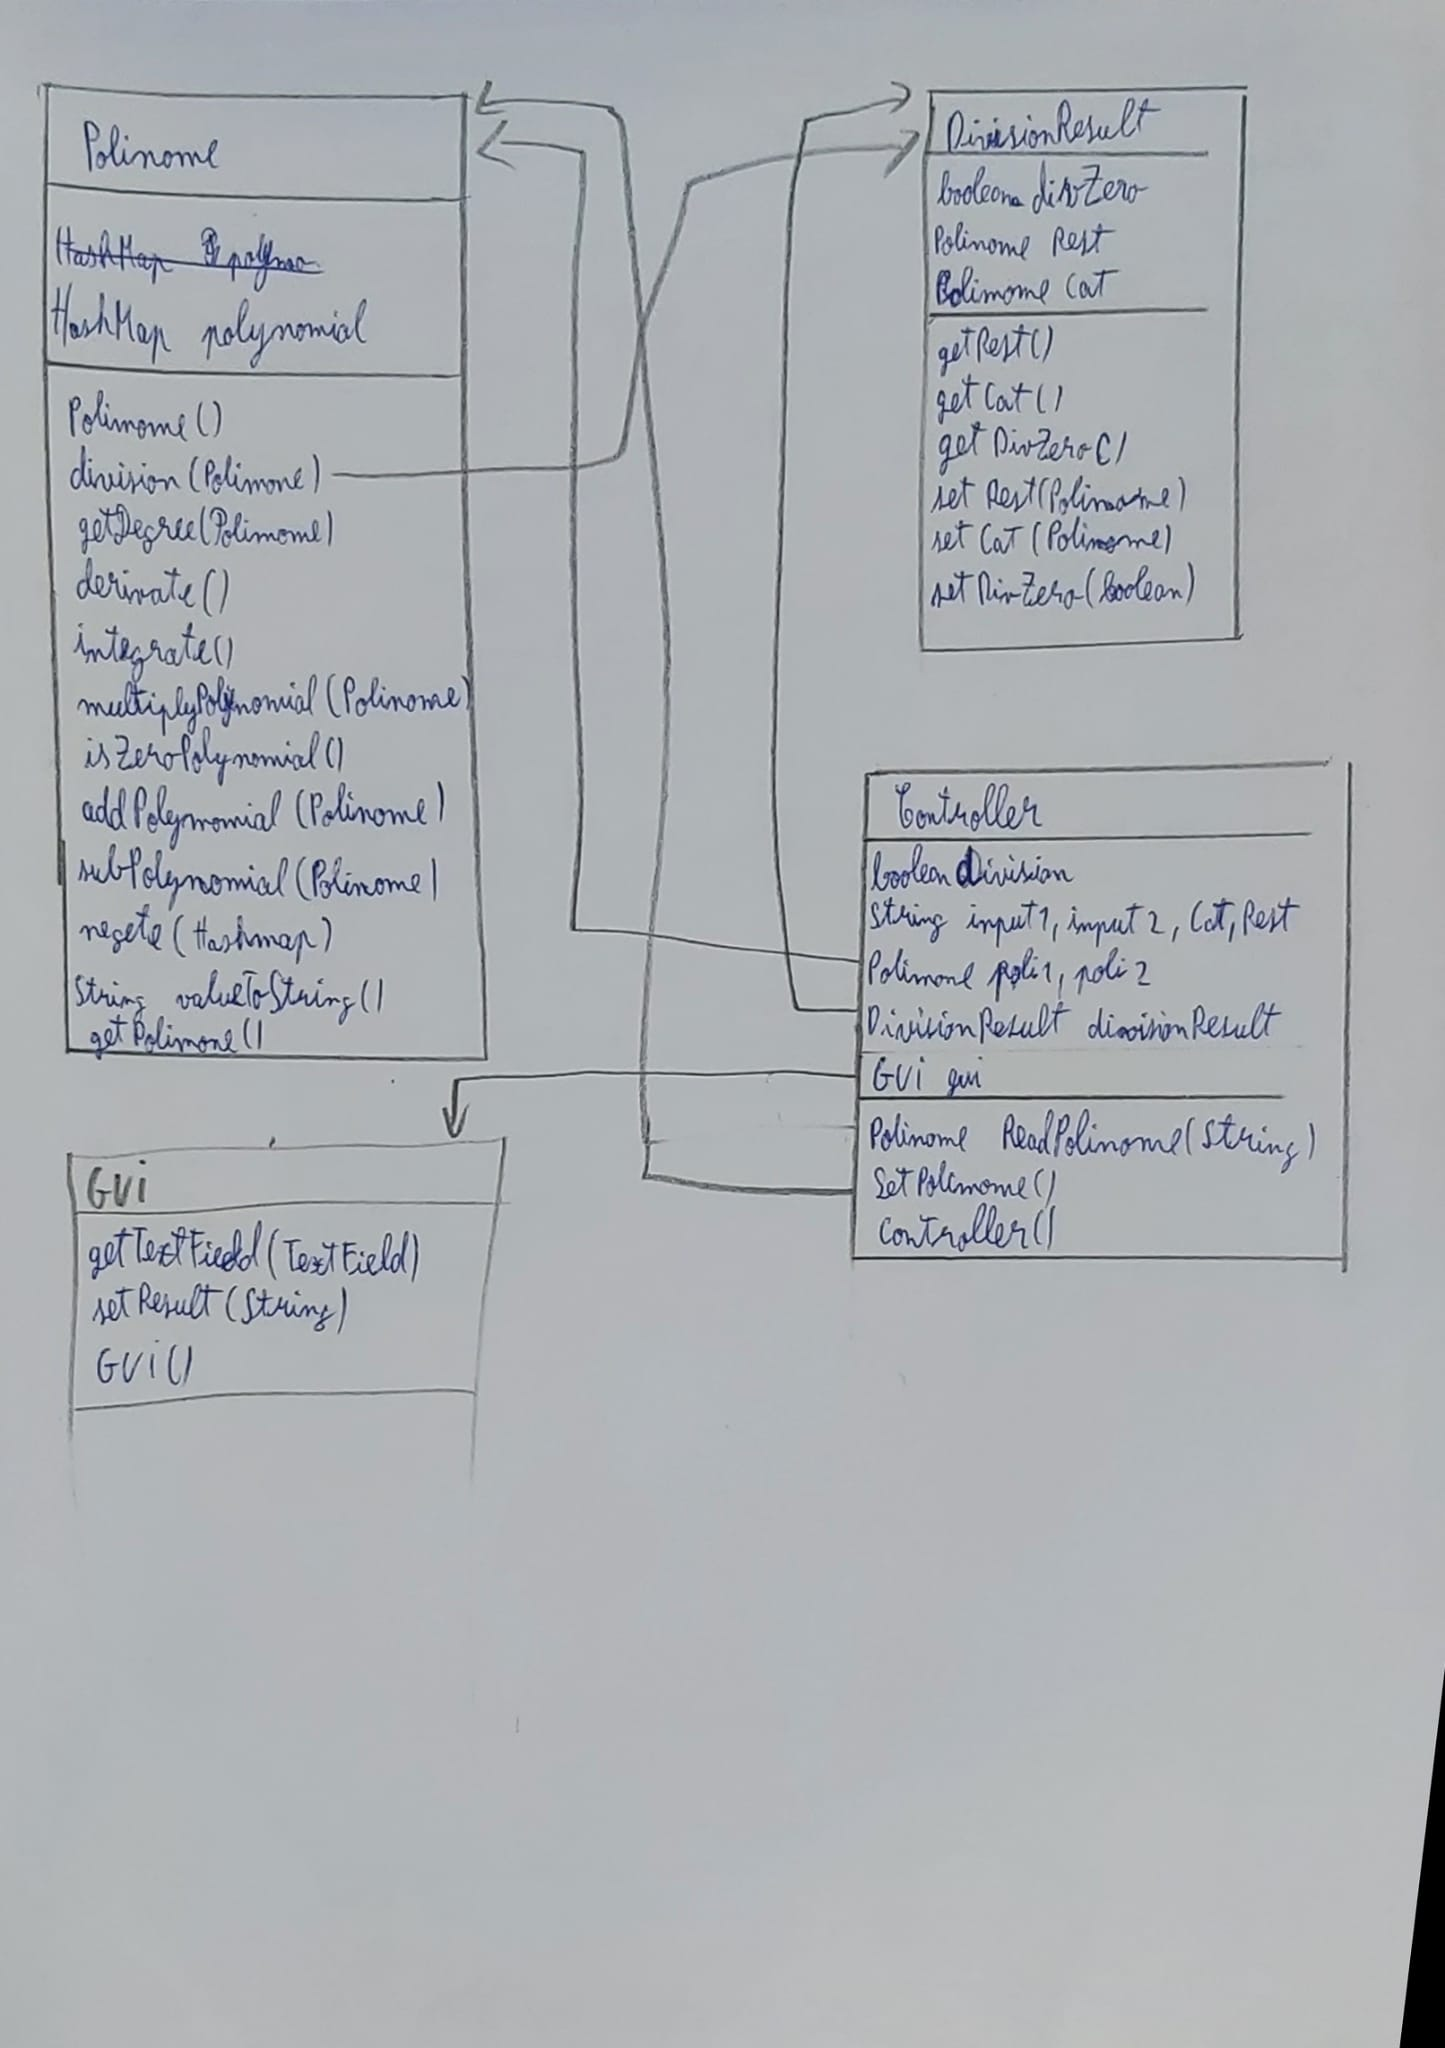 Polinome
HashMap polynomial
Polinome()
division(Polinome)
getDegree(Polinome)
derivate()
integrate()
multiplyPolynomial(Polinome)
isZeroPolynomial()
addPolynomial(Polinome)
subPolynomial(Polinome)
negete(Hashmap)
String valueToString()
getPolinome()
DivisionResult
boolean divZero
Polinome Rest
Polinome Cat
getRest()
getCat()
getDivZero()
setRest(Polinome)
setCat(Polinome)
setDivZero(boolean)
Controller
boolean division
String input1, input2, Cat, Rest
Polinome poli1, poli2
DivisionResult divisionResult
GUi gui
Polinome ReadPolinome(String)
SetPolinome()
Controller()
GUi
getTextField(TextField)
setResult(String)
GUi()